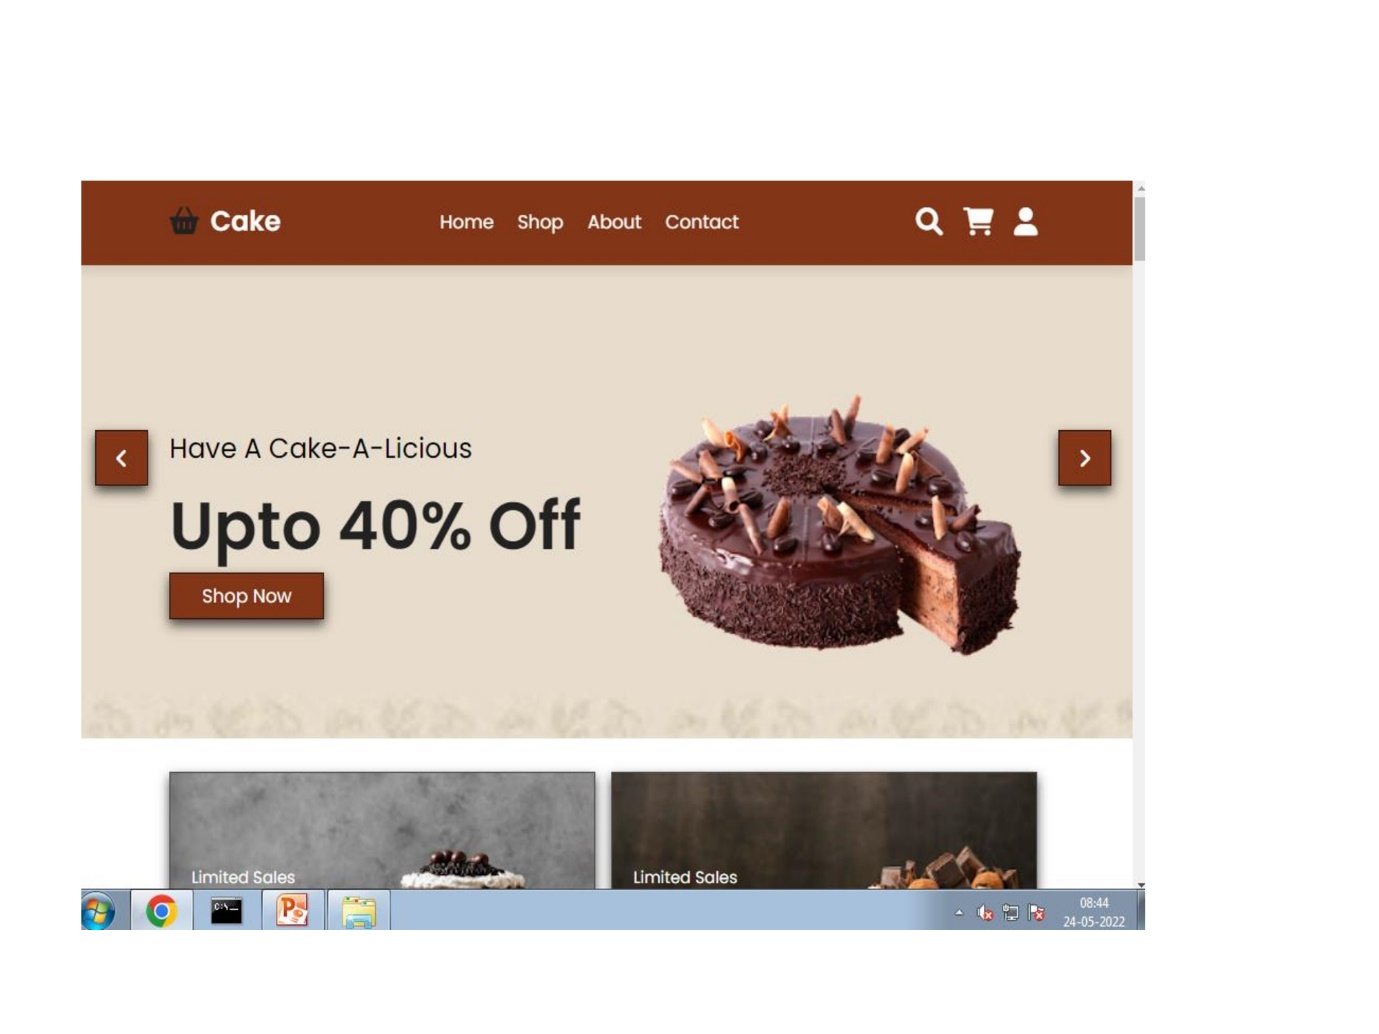 Cake
Home Shop About Contact
Have A Cake-A-Licious
Upto 40% Off
Shop Now
Limited Sales
Limited Sales
C:\_
08:44
24-05-2022